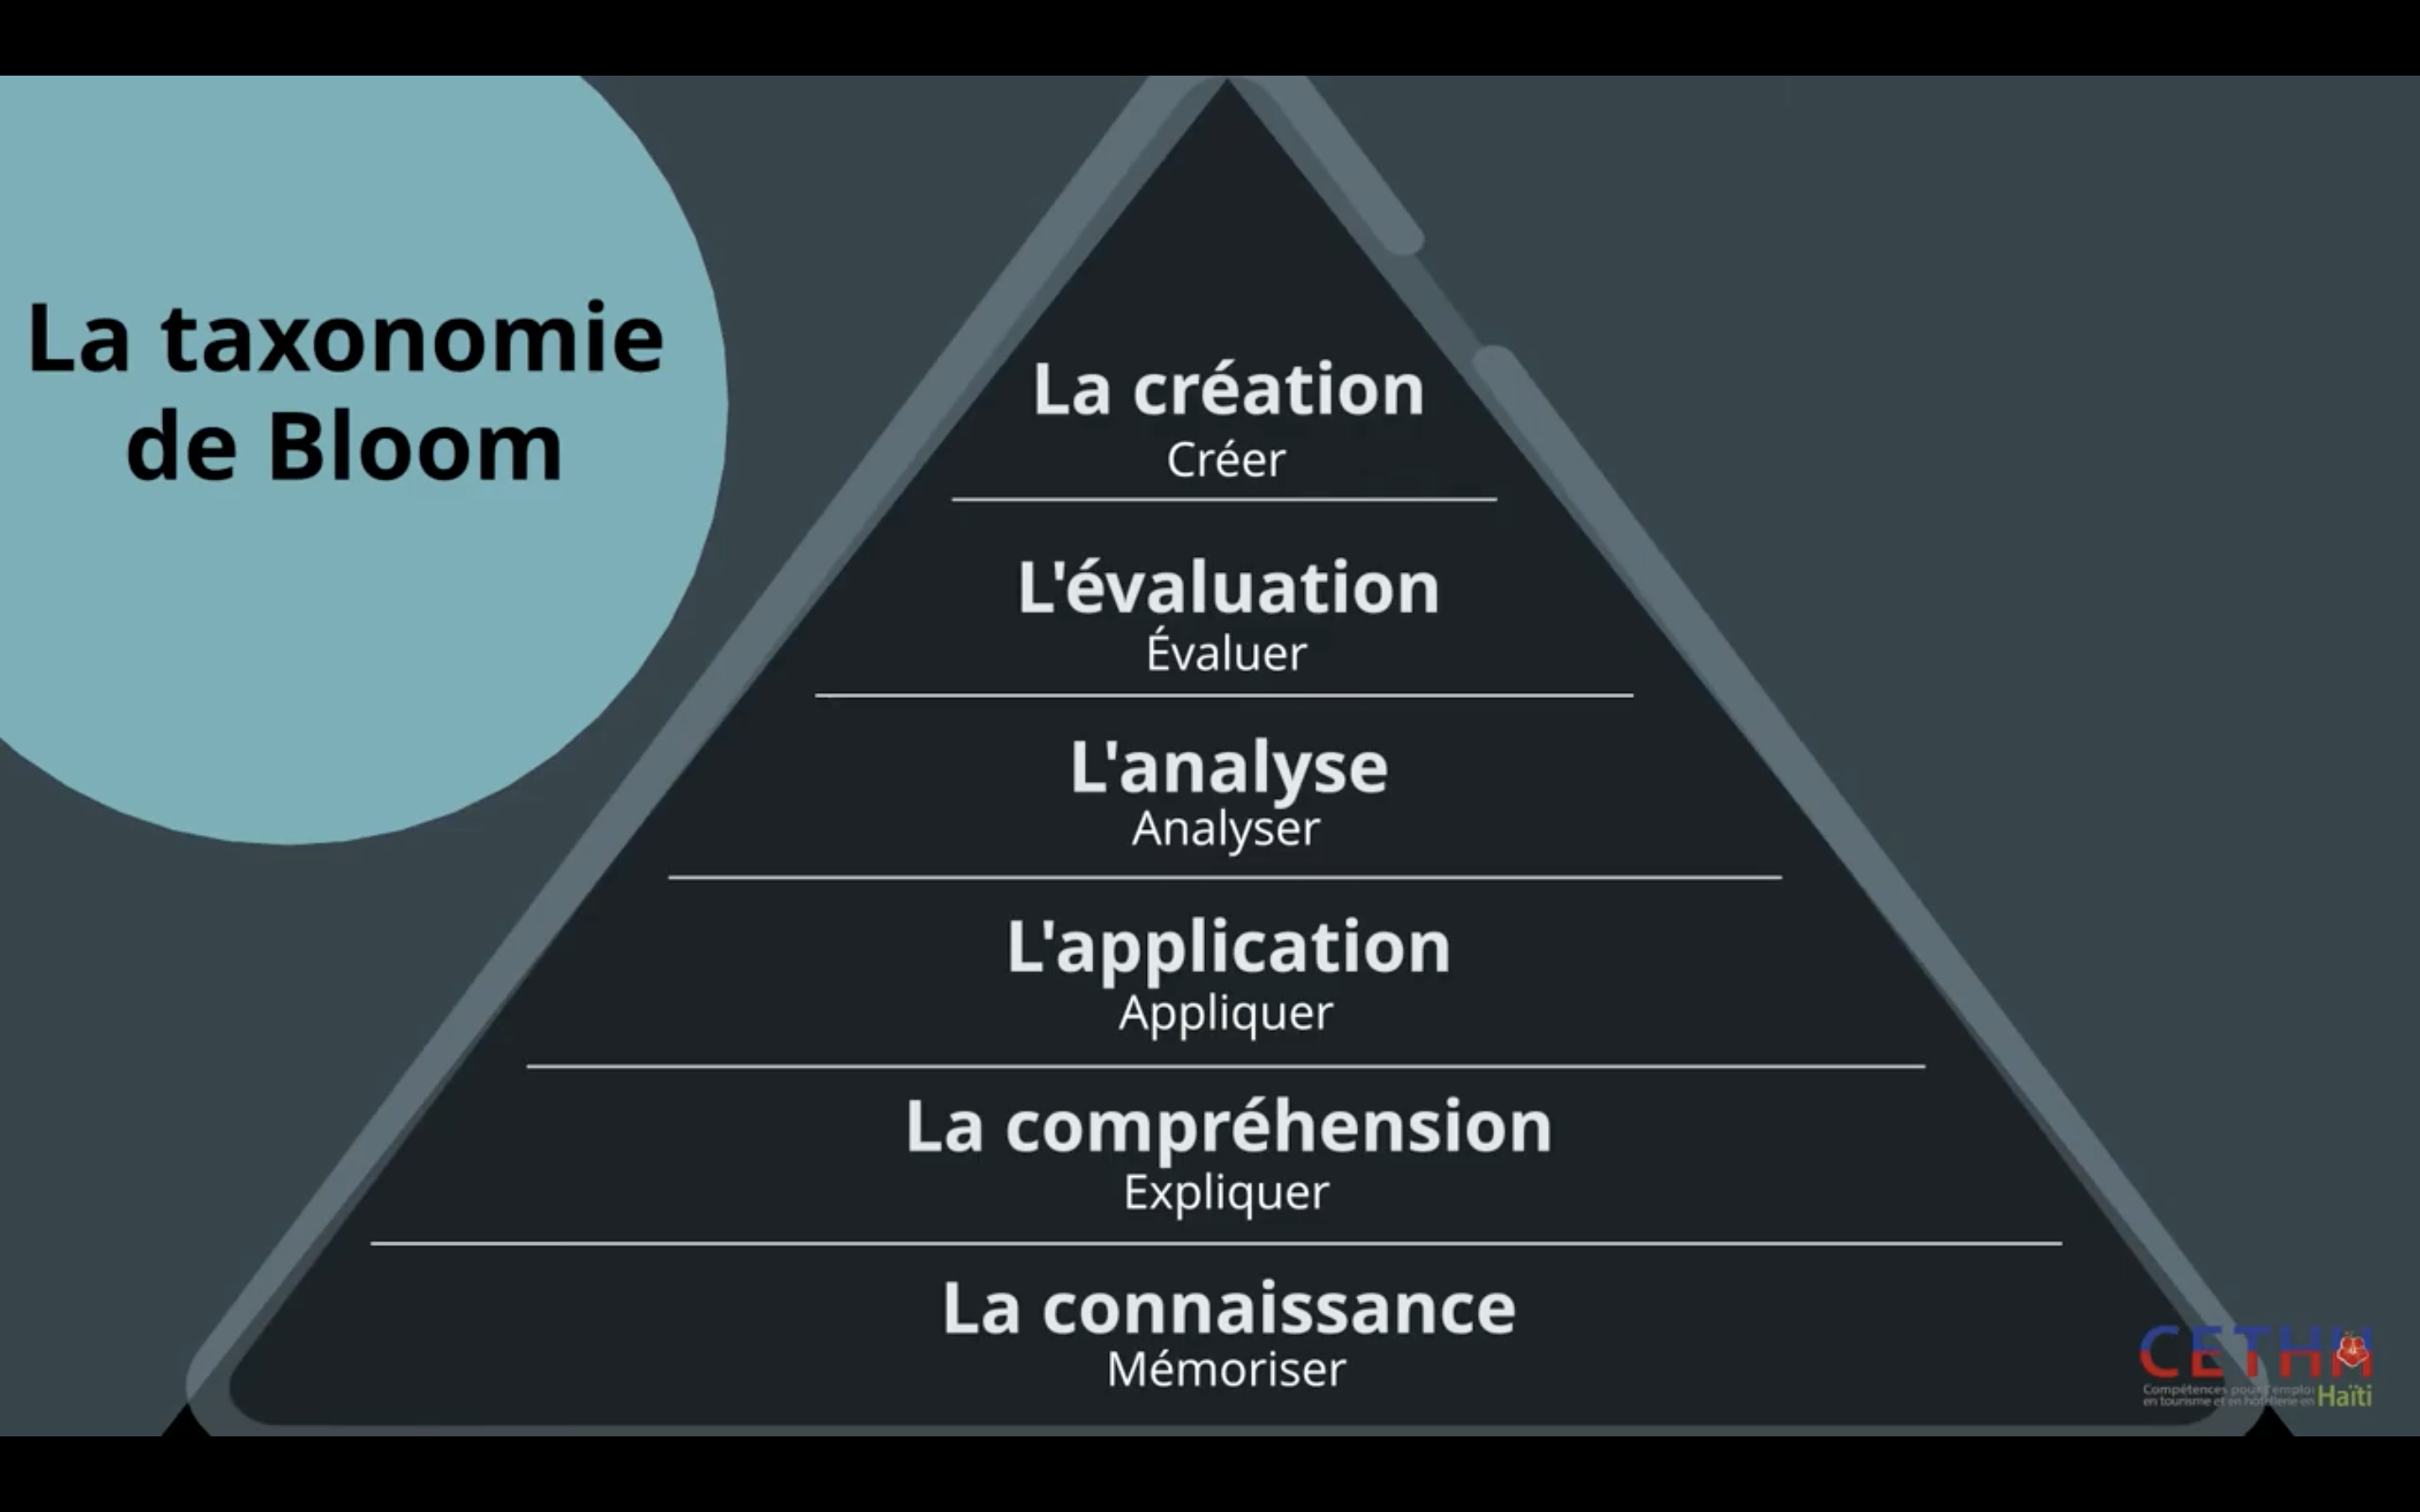 La taxonomie
de Bloom
La création
Créer
L'évaluation
Évaluer
L'analyse
Analyser
L'application
Appliquer
La compréhension
Expliquer
La connaissance
Mémoriser
CETHH
Compétences pour l'emploi
en tourisme et en hôtellerie en Haïti